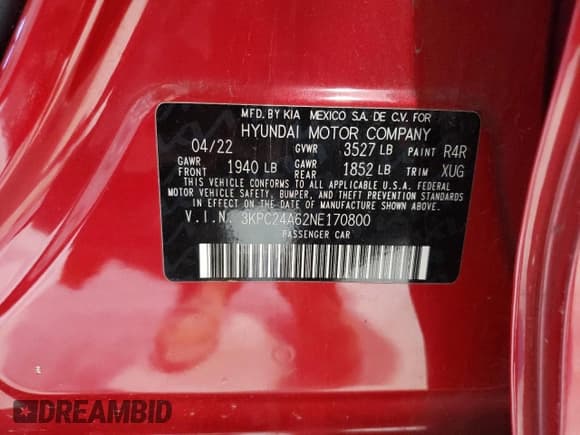 MFD. BY KIA MEXICO S.A. DE C.V. FOR
HYUNDAI MOTOR COMPANY
04/22 GVWR 3527 LB PAINT R4R
GAWR FRONT 1940 LB GAWR REAR 1852 LB TRIM XUG
THIS VEHICLE CONFORMS TO ALL APPLICABLE U.S.A. FEDERAL
MOTOR VEHICLE SAFETY, BUMPER, AND THEFT PREVENTION STANDARDS
IN EFFECT ON THE DATE OF MANUFACTURE SHOWN ABOVE.
V.I.N. 3KPC24A62NE170800
PASSENGER CAR
DREAMBID